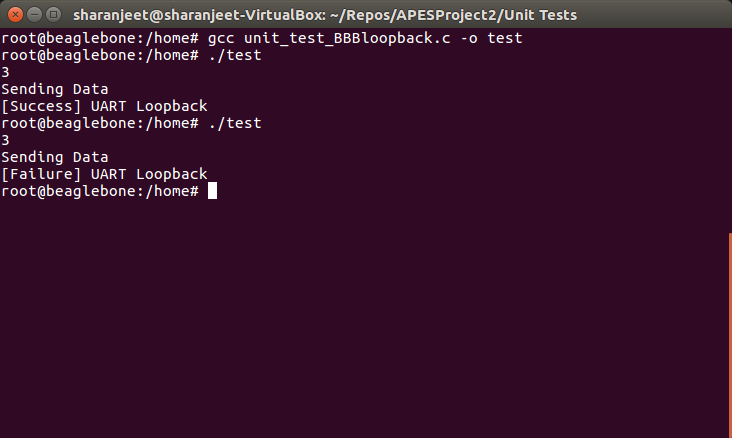 sharanjeet@sharanjeet-VirtualBox: ~/Repos/APESProject2/Unit Tests
root@beaglebone:/home# gcc unit_test_BBBloopback.c -o test
root@beaglebone:/home# ./test
3
Sending Data
[Success] UART Loopback
root@beaglebone:/home# ./test
3
Sending Data
[Failure] UART Loopback
root@beaglebone:/home#